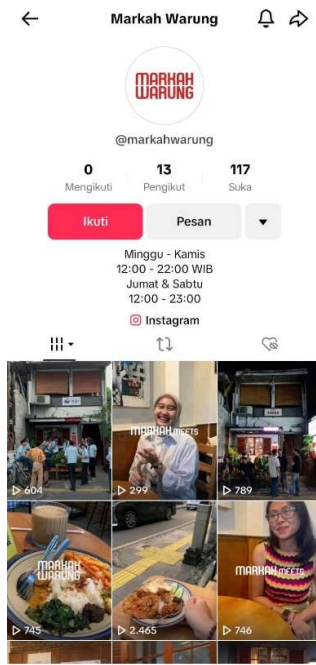 Markah Warung
MARKAH
WARUNG
@markahwarung
0 13 117
Mengikuti Pengikut Suka
Ikuti Pesan
Minggu - Kamis
12:00 - 22:00 WIB
Jumat & Sabtu
12:00 - 23:00
Instagram
MARKAH MEETS
604 299 789
MARKAH
WARUNG
MARKAH MEETS
745 2.465 746